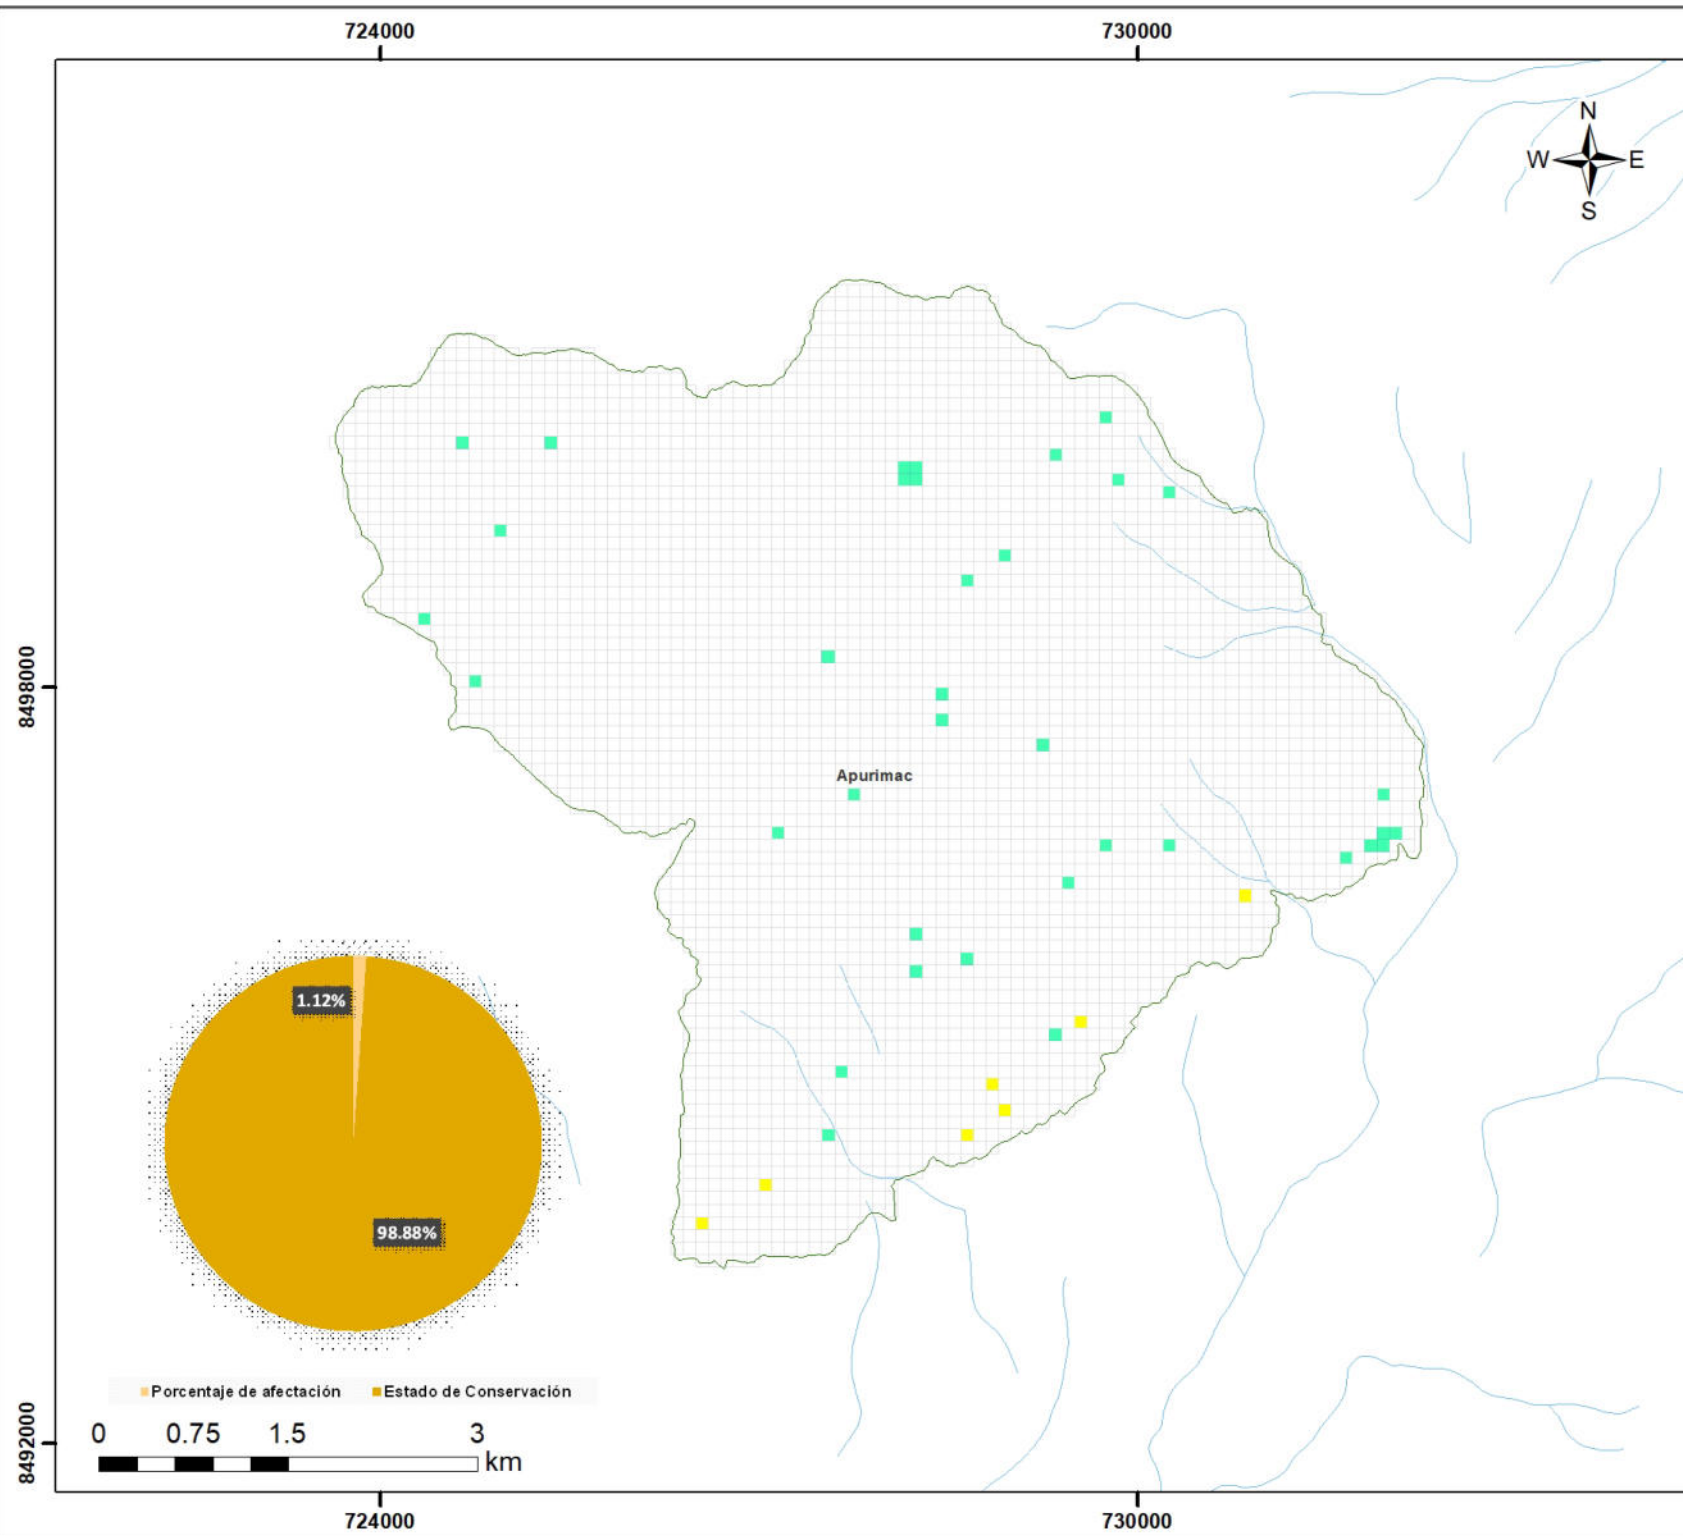 724000 730000
N
W E
S
8498000
Apurimac
1.12%
98.88%
Porcentaje de afectación Estado de Conservación
0 0.75 1.5 3
km
8492000
724000 730000